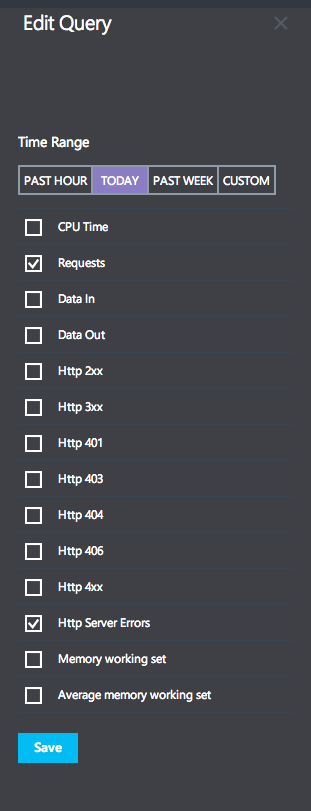 Edit Query
Time Range
PAST HOUR TODAY PAST WEEK CUSTOM
CPU Time
Requests
Data In
Data Out
Http 2xx
Http 3xx
Http 401
Http 403
Http 404
Http 406
Http 4xx
Http Server Errors
Memory working set
Average memory working set
Save